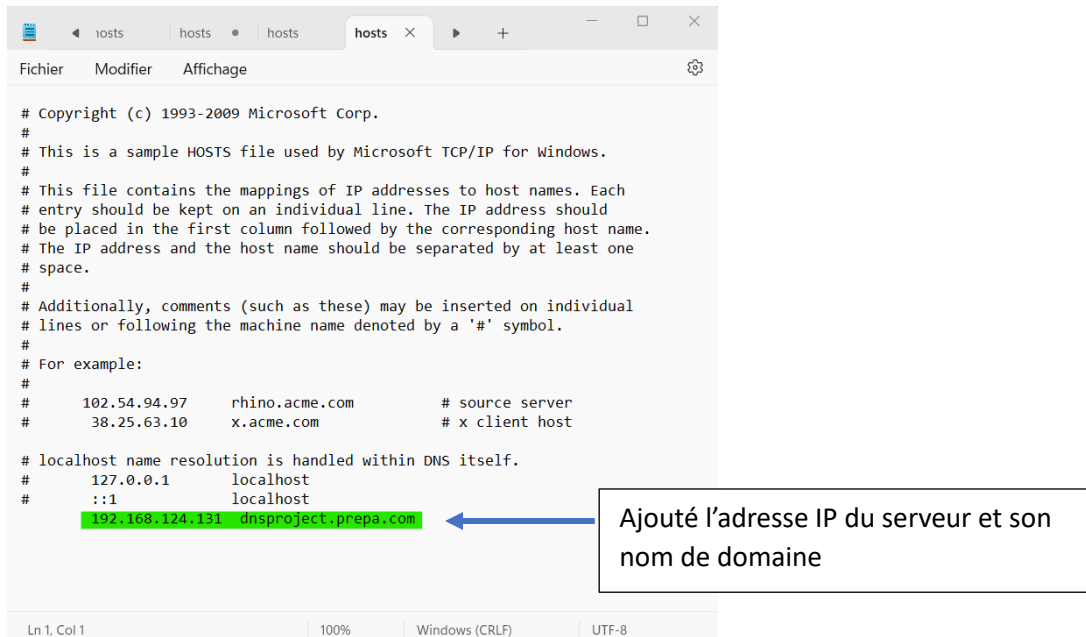 hosts hosts hosts hosts
Fichier Modifier Affichage
# Copyright (c) 1993-2009 Microsoft Corp.
#
# This is a sample HOSTS file used by Microsoft TCP/IP for Windows.
#
# This file contains the mappings of IP addresses to host names. Each
# entry should be kept on an individual line. The IP address should
# be placed in the first column followed by the corresponding host name.
# The IP address and the host name should be separated by at least one
# space.
#
# Additionally, comments (such as these) may be inserted on individual
# lines or following the machine name denoted by a '#' symbol.
#
# For example:
#
# 102.54.94.97 rhino.acme.com # source server
# 38.25.63.10 x.acme.com # x client host
# localhost name resolution is handled within DNS itself.
# 127.0.0.1 localhost
# ::1 localhost
192.168.124.131 dnsproject.prepa.com
Ajouté l’adresse IP du serveur et son
nom de domaine
Ln 1, Col 1 100% Windows (CRLF) UTF-8